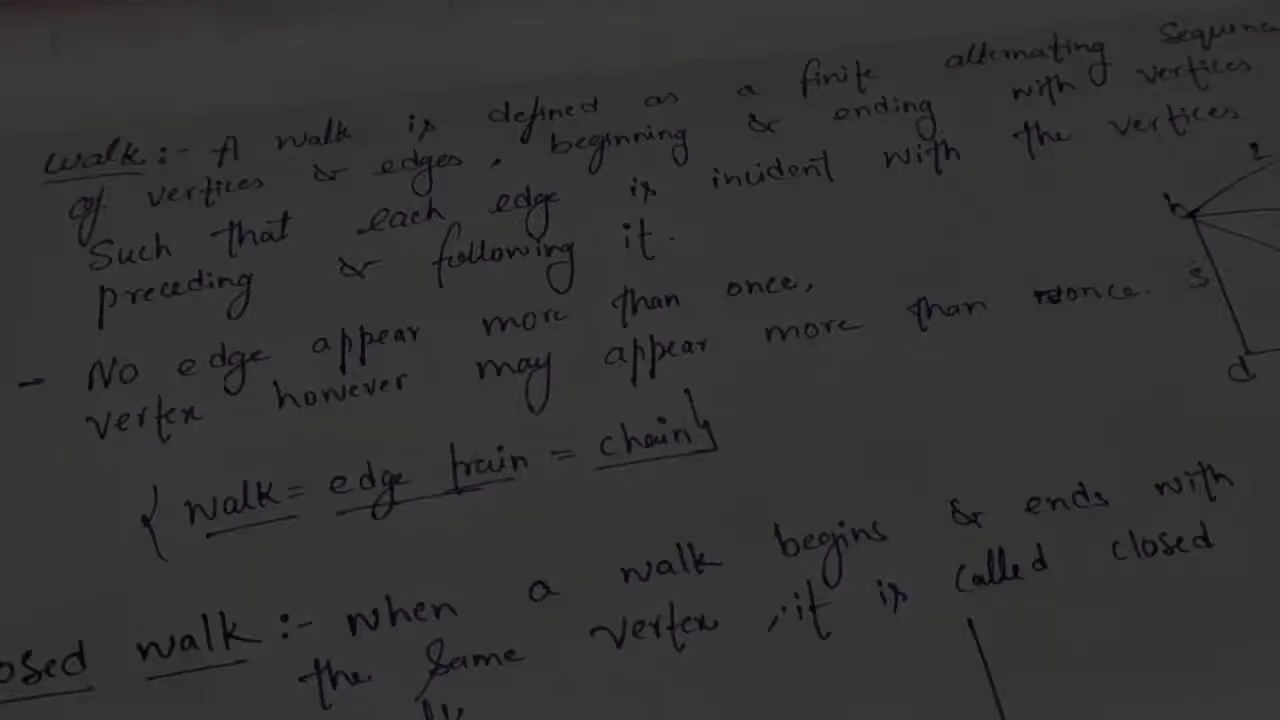 walk :- A walk is defined as a finite alternating
of vertices & edges, beginning & ending with vertices
Such that each edge is incident with the vertices
preceding & following it.
- No edge appear more than once,
vertex however may appear more than once.
{ walk = edge train = chain }
walk :- when a walk begins & ends with
the same vertex, it is called closed
h
2
3
d